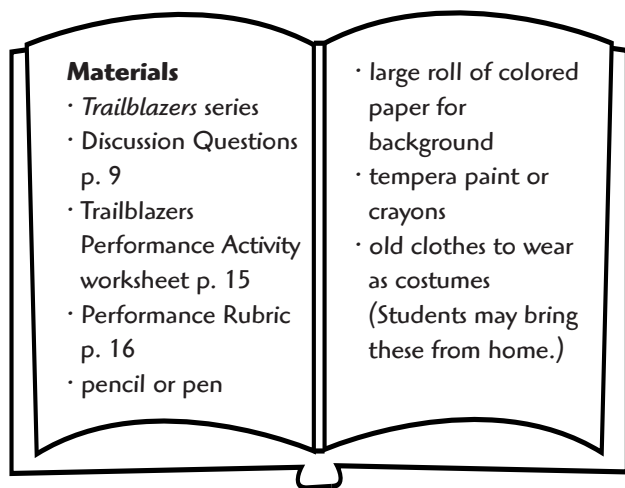 Materials
· Trailblazers series
· Discussion Questions
p. 9
· Trailblazers
Performance Activity
worksheet p. 15
· Performance Rubric
p. 16
· pencil or pen
· large roll of colored
paper for
background
· tempera paint or
crayons
· old clothes to wear
as costumes
(Students may bring
these from home.)